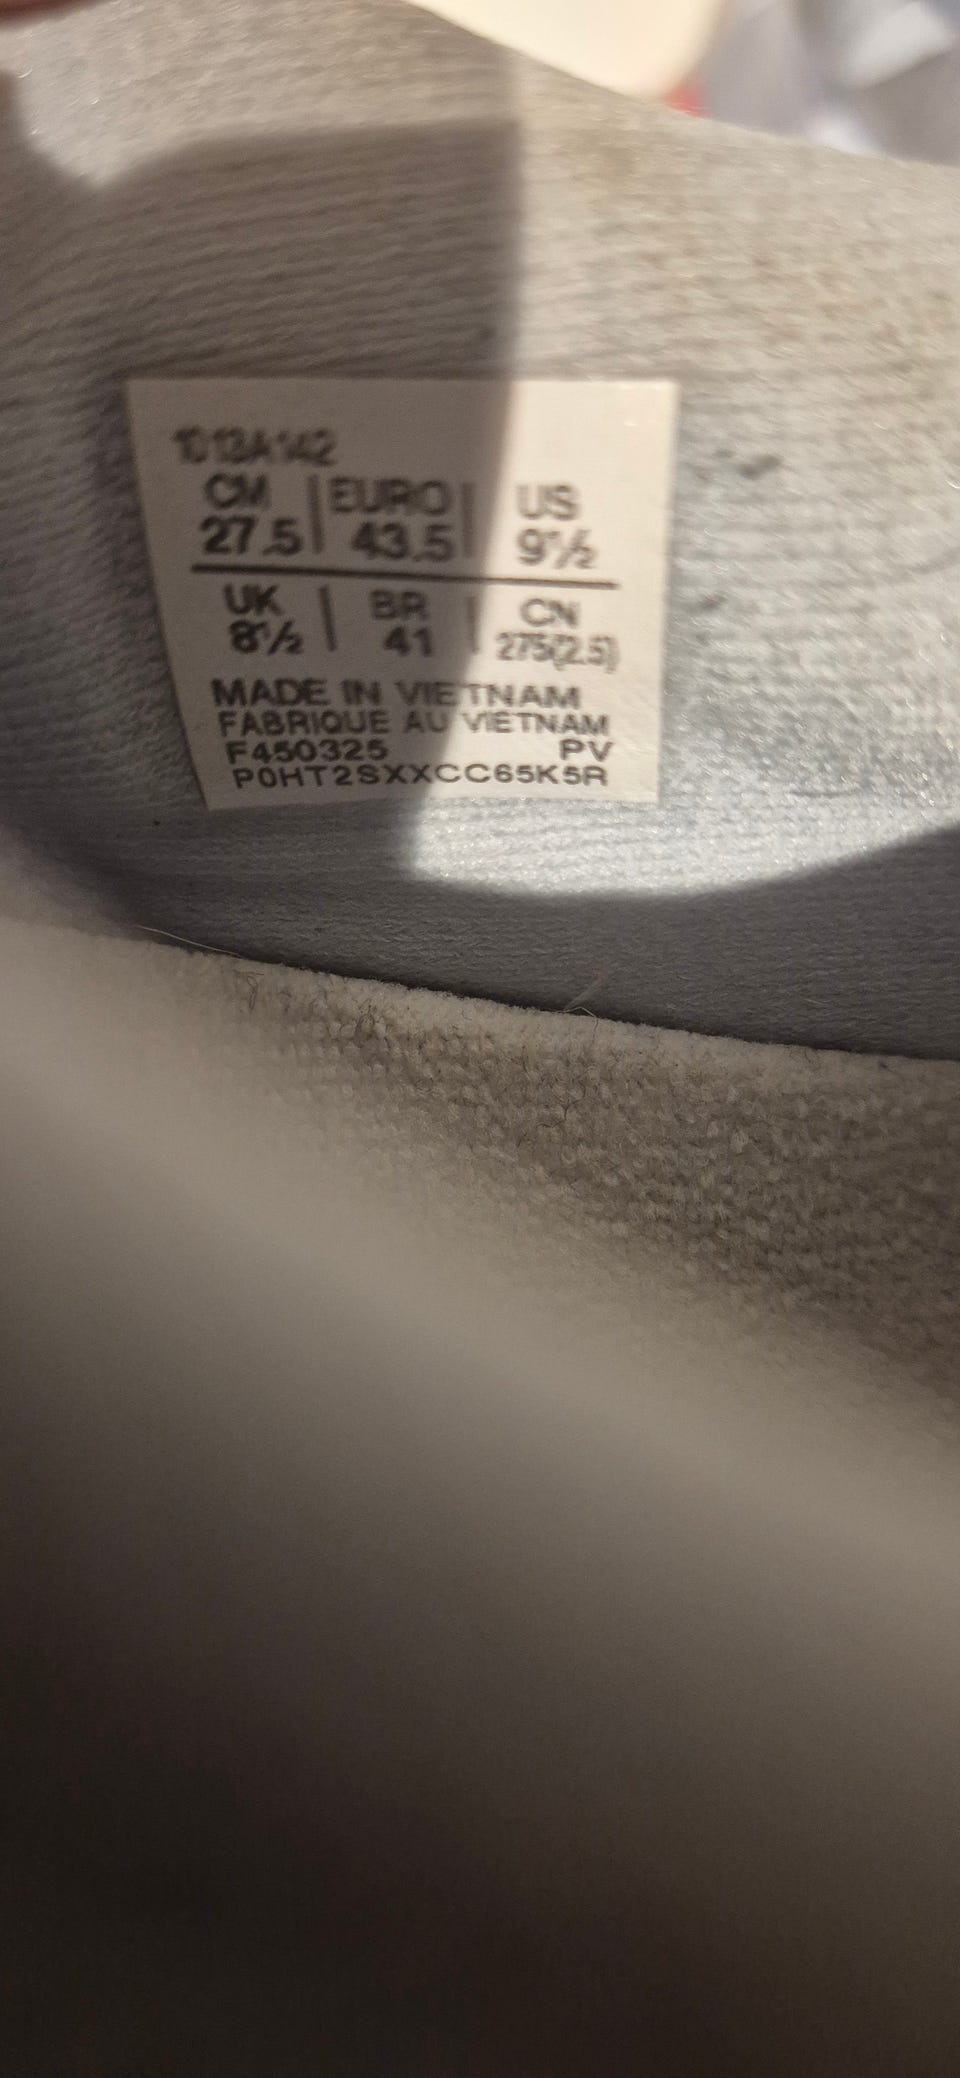 1013A142
CM | EURO | US
27.5 | 43.5 | 9½
UK | BR | CN
8½ | 41 | 275(2.5)
MADE IN VIETNAM
FABRIQUE AU VIETNAM
F450325 PV
P0HT2SXXCC65K5R